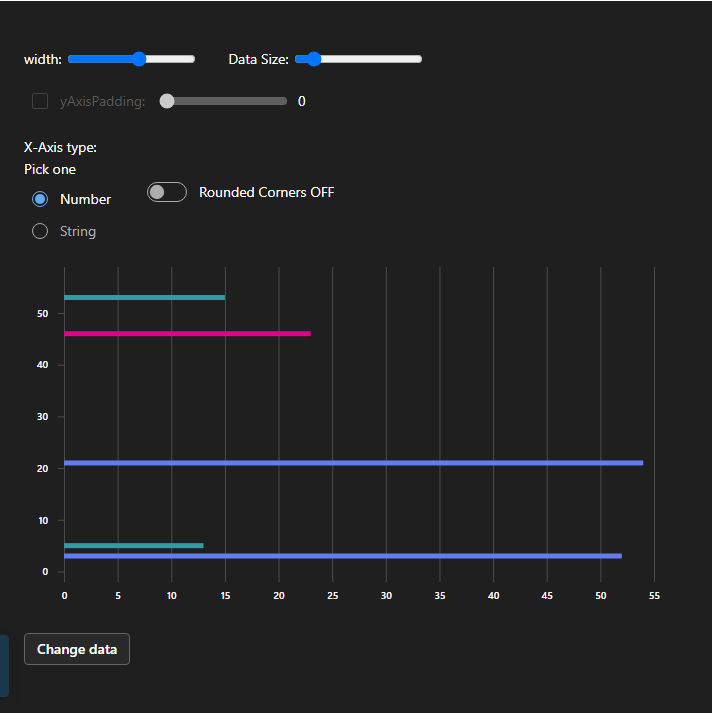 width: Data Size:
yAxisPadding: 0
X-Axis type:
Pick one
Number
Rounded Corners OFF
String
50
40
30
20
10
0
0 5 10 15 20 25 30 35 40 45 50 55
Change data